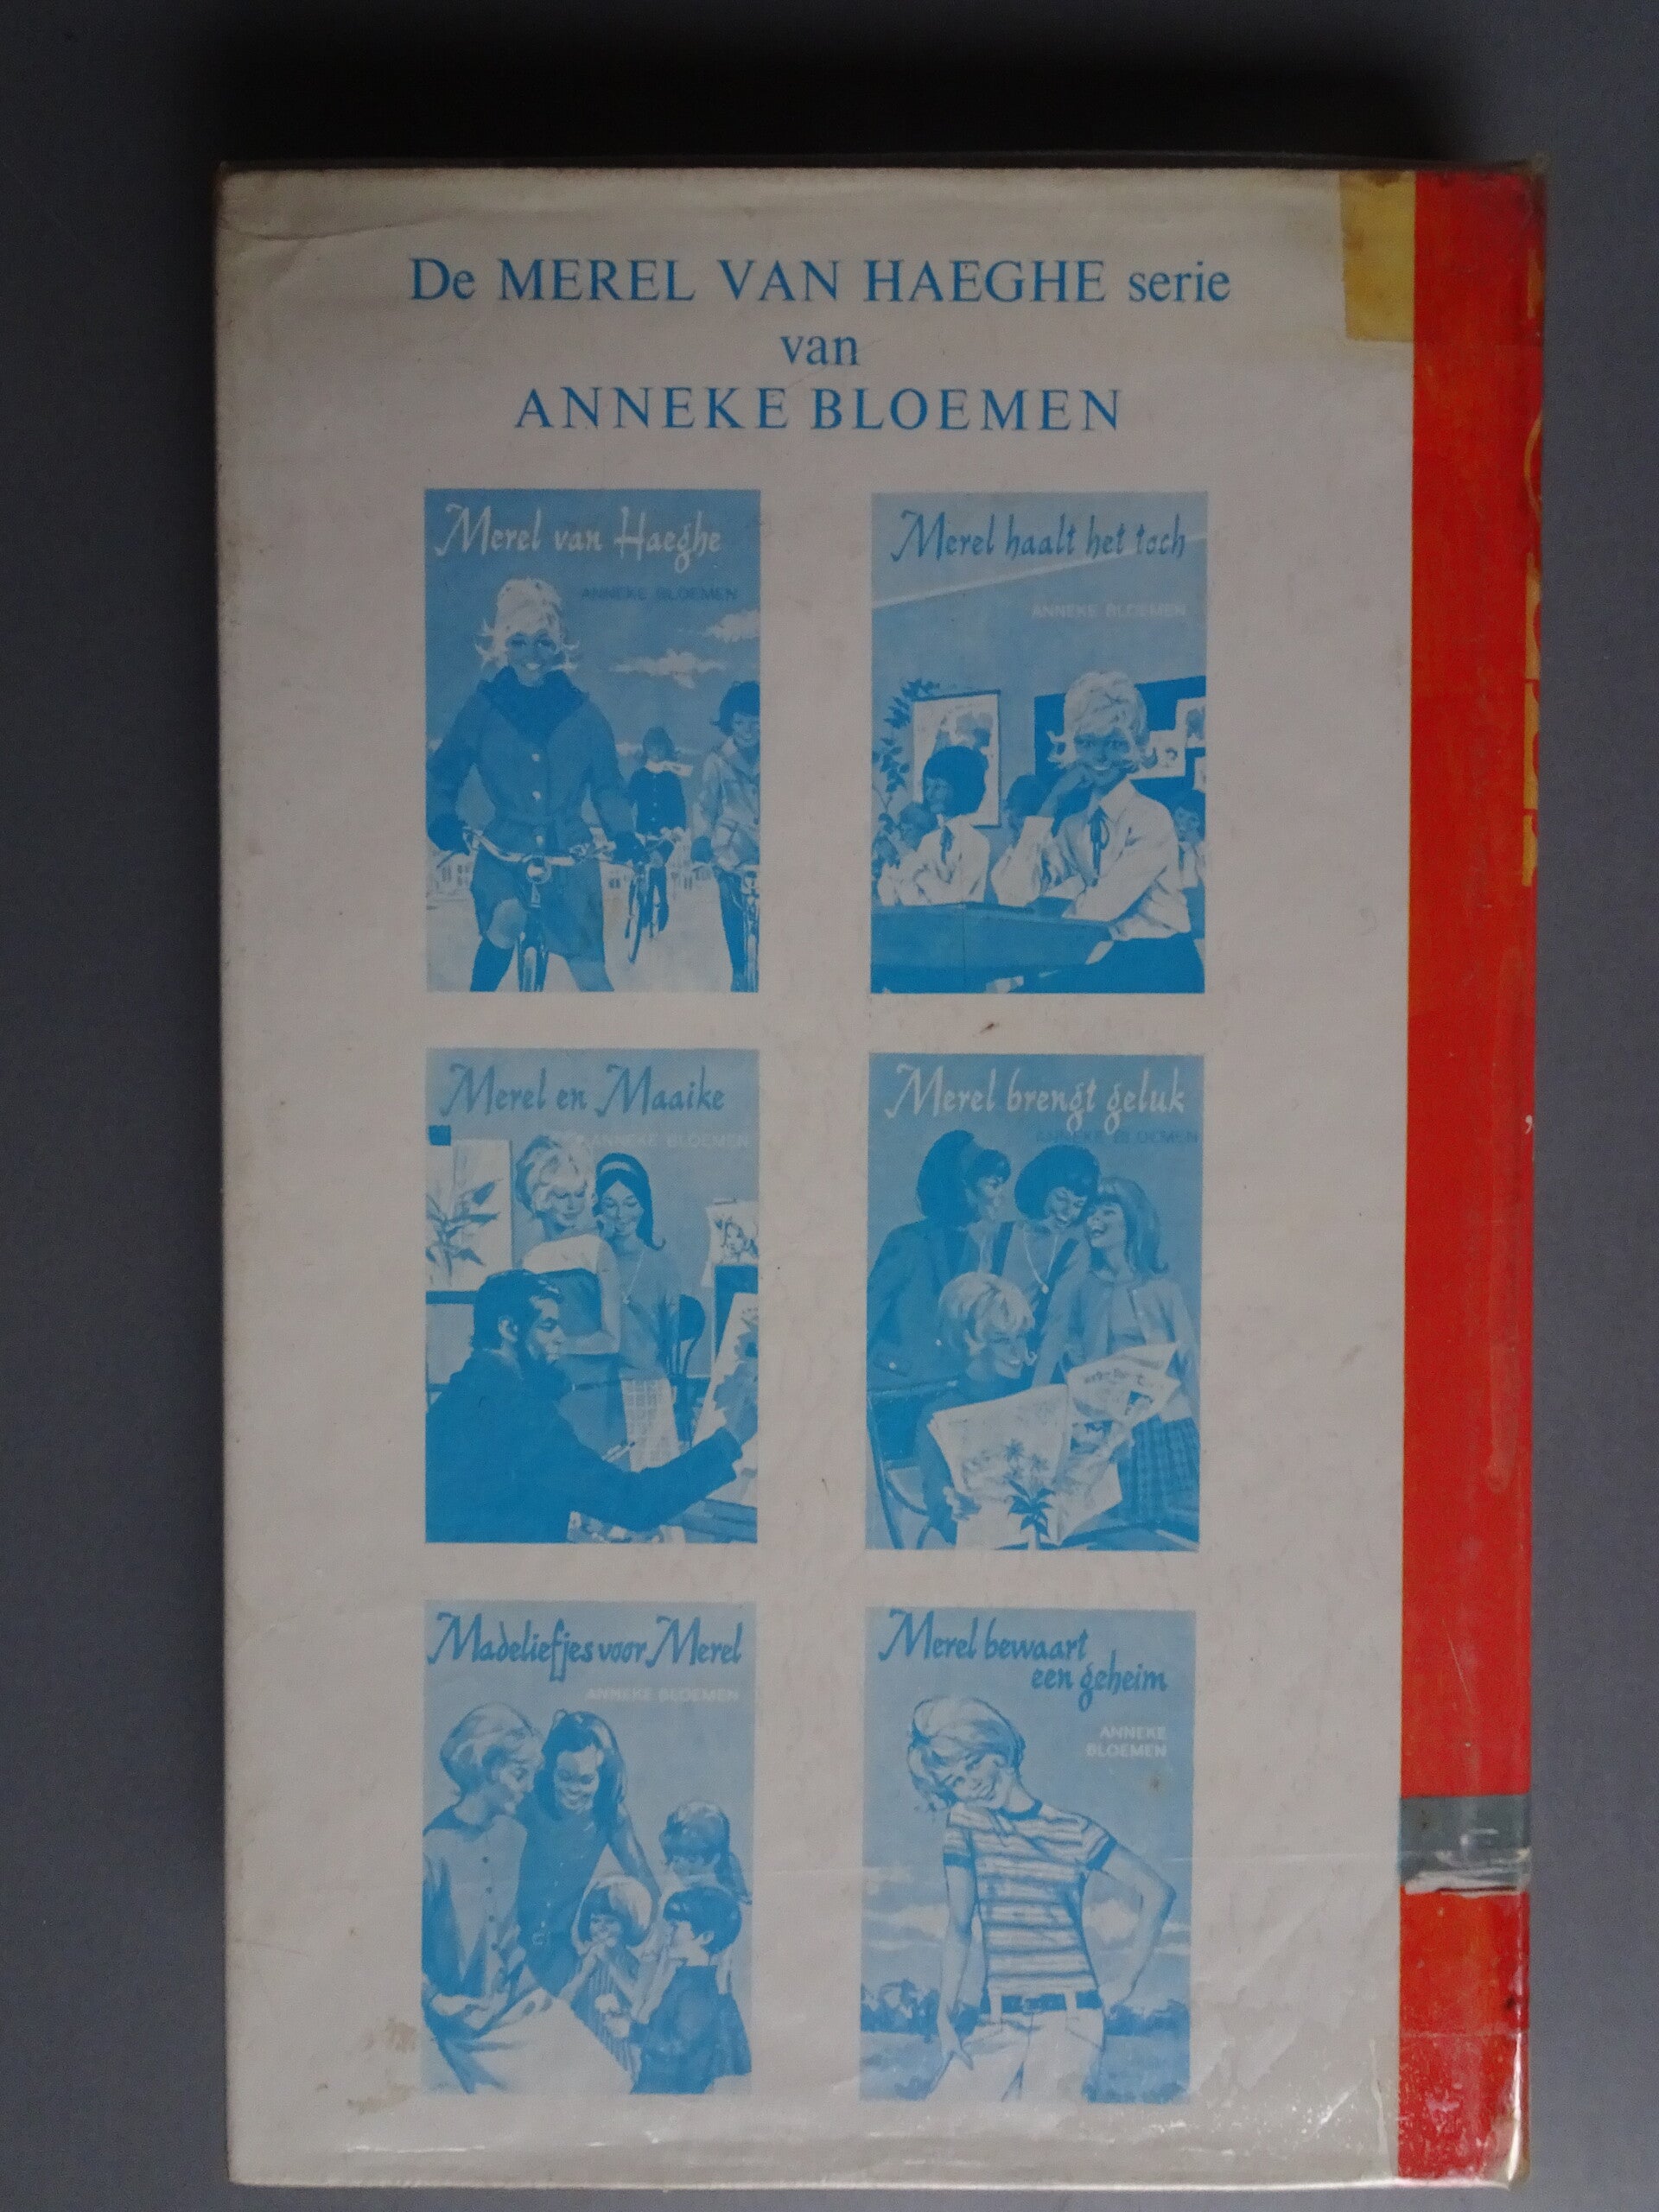 De MEREL VAN HAEGHE serie
van
ANNEKE BLOEMEN
Merel van Haeghe
ANNEKE BLOEMEN
Merel haalt het toch
ANNEKE BLOEMEN
Merel en Maaike
ANNEKE BLOEMEN
Merel brengt geluk
ANNEKE BLOEMEN
Madeliefjes voor Merel
ANNEKE BLOEMEN
Merel bewaart
een geheim
ANNEKE
BLOEMEN